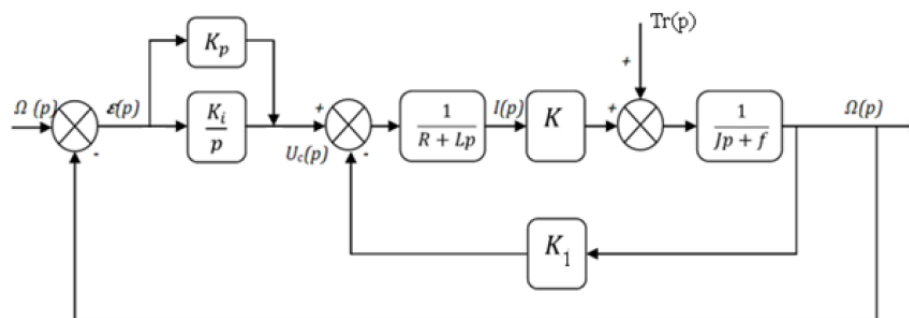 Tr(p)
K_p
+
Ω (p)
ε(p)
K_i
p
+
U_c(p)
1
R + Lp
I(p)
K
+
1
Jp + f
Ω(p)
-
-
K_1